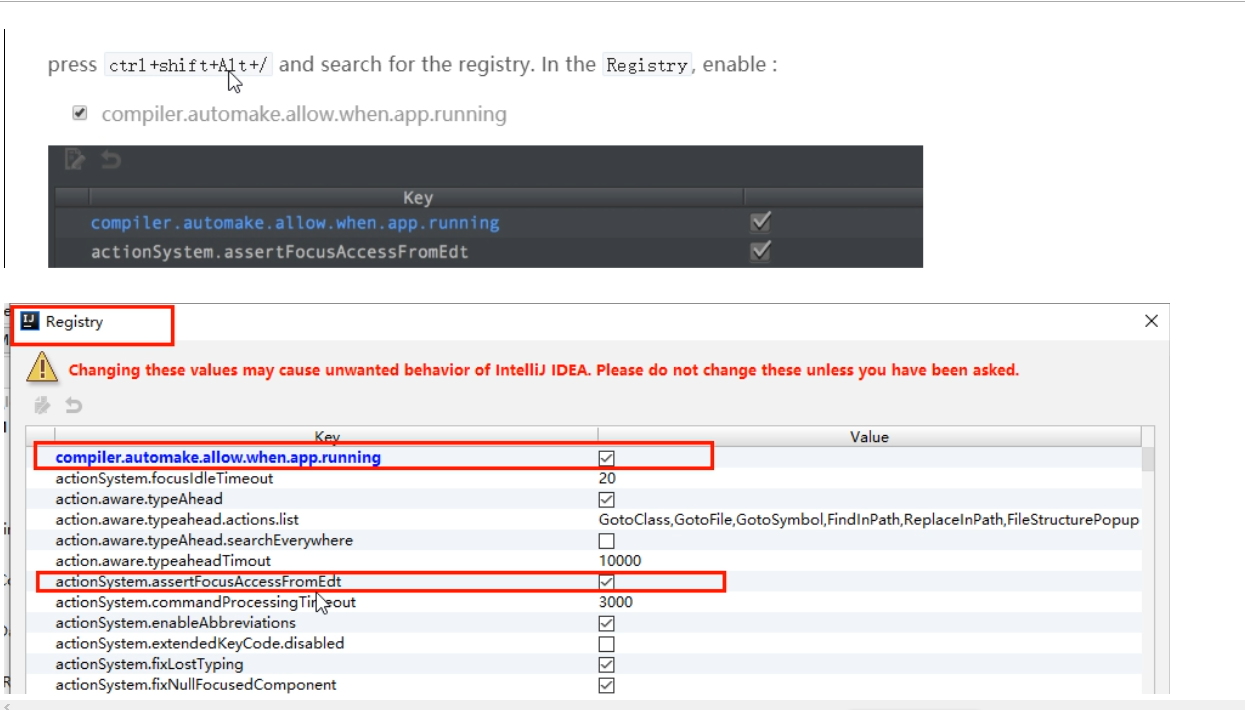 press ctrl+shift+Alt+/ and search for the registry. In the Registry, enable :
compiler.automake.allow.when.app.running
Key
compiler.automake.allow.when.app.running
actionSystem.assertFocusAccessFromEdt
Registry
Changing these values may cause unwanted behavior of IntelliJ IDEA. Please do not change these unless you have been asked.
Key Value
compiler.automake.allow.when.app.running
actionSystem.focusIdleTimeout 20
action.aware.typeAhead
action.aware.typeahead.actions.list GotoClass,GotoFile,GotoSymbol,FindInPath,ReplaceInPath,FileStructurePopup
action.aware.typeAhead.searchEverywhere
action.aware.typeaheadTimout 10000
actionSystem.assertFocusAccessFromEdt
actionSystem.commandProcessingTimeout 3000
actionSystem.enableAbbreviations
actionSystem.extendedKeyCode.disabled
actionSystem.fixLostTyping
actionSystem.fixNullFocusedComponent